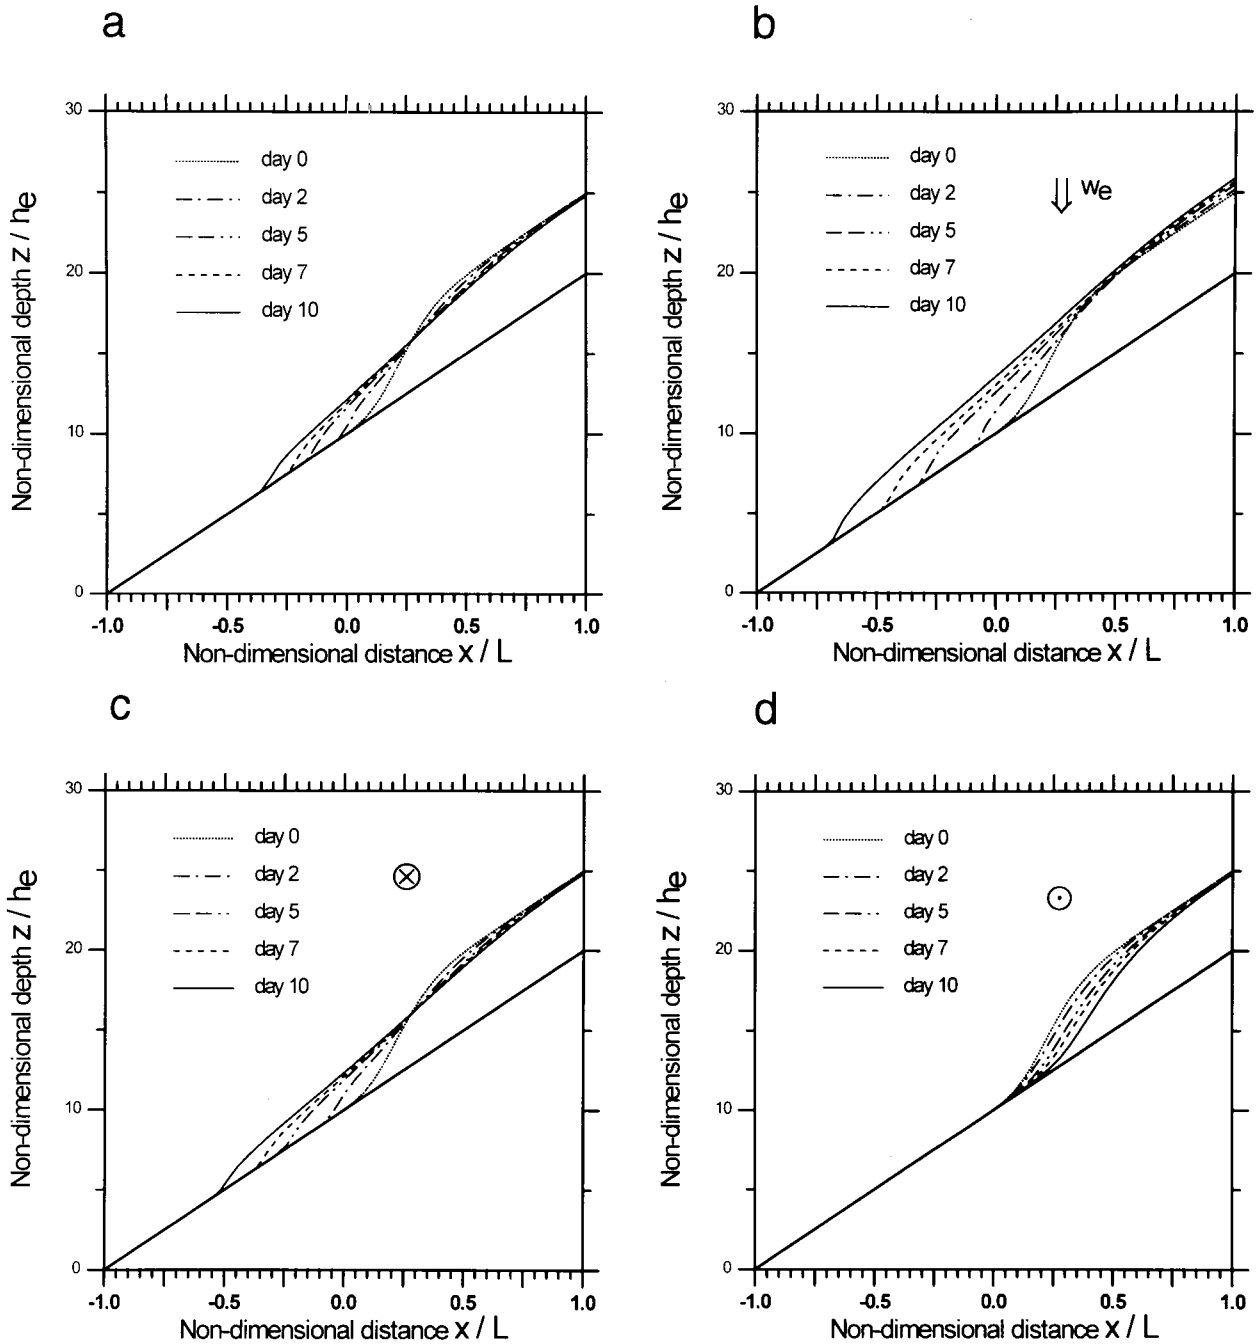 a
30
day 0
day 2
day 5
day 7
day 10
20
10
0
Non-dimensional depth z / he
-1.0
-0.5
0.0
0.5
1.0
Non-dimensional distance x / L
b
30
day 0
day 2
day 5
day 7
day 10
we
20
10
0
Non-dimensional depth z / he
-1.0
-0.5
0.0
0.5
1.0
Non-dimensional distance x / L
c
30
day 0
day 2
day 5
day 7
day 10
20
10
0
Non-dimensional depth z / he
-1.0
-0.5
0.0
0.5
1.0
Non-dimensional distance x / L
d
30
day 0
day 2
day 5
day 7
day 10
20
10
0
Non-dimensional depth z / he
-1.0
-0.5
0.0
0.5
1.0
Non-dimensional distance x / L